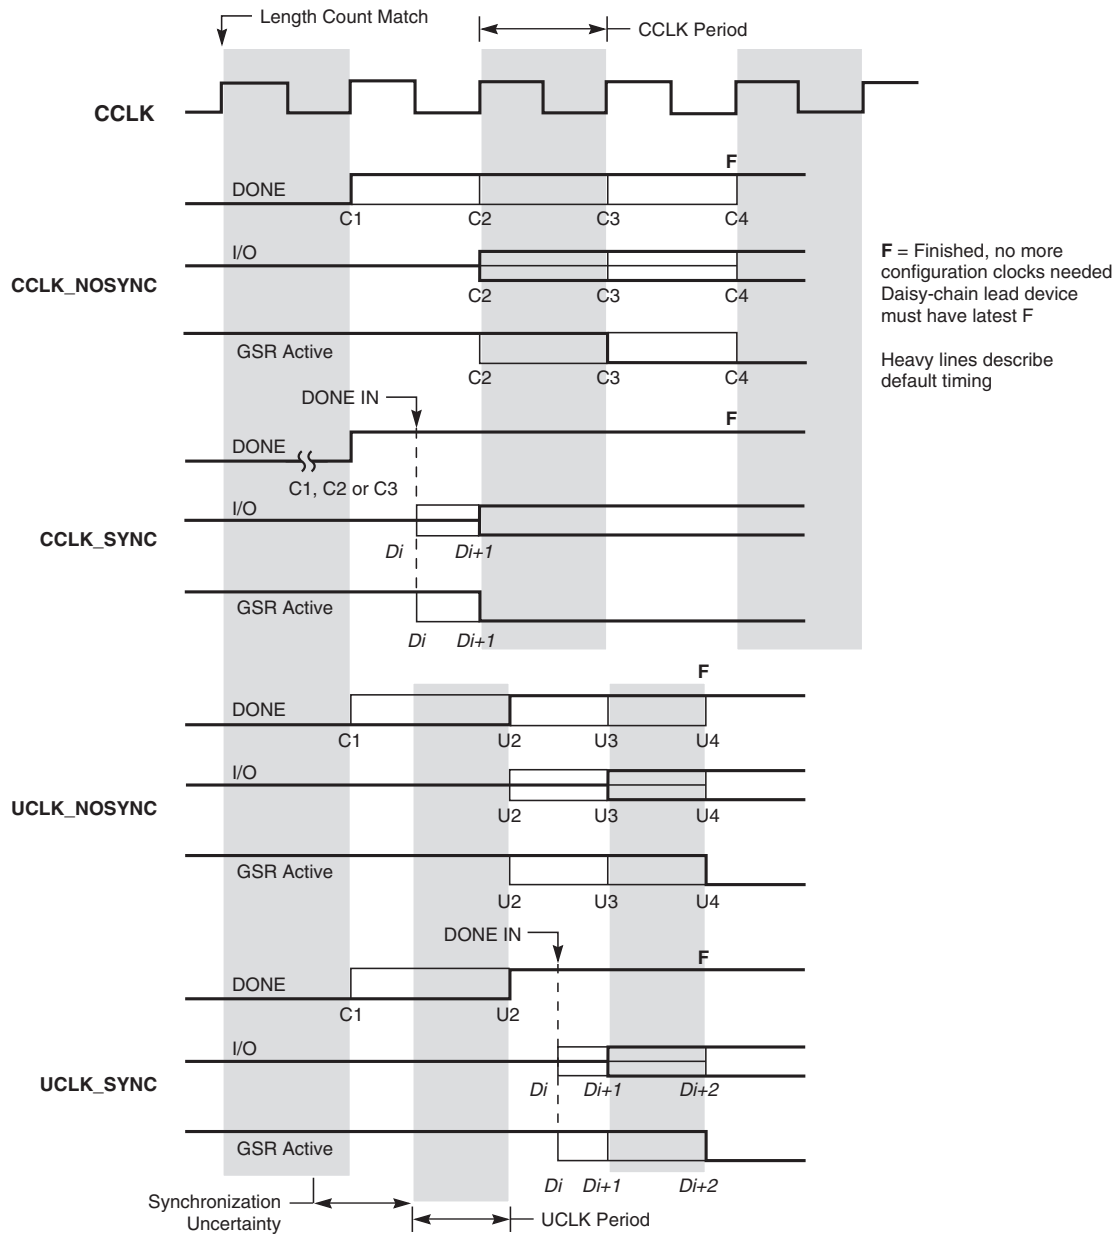 Length Count Match
CCLK Period
CCLK
F
DONE
C1 C2 C3 C4
I/O
CCLK_NOSYNC
C2 C3 C4
GSR Active
C2 C3 C4
F = Finished, no more
configuration clocks needed
Daisy-chain lead device
must have latest F
Heavy lines describe
default timing
DONE IN
F
DONE
C1, C2 or C3
I/O
CCLK_SYNC
Di Di+1
GSR Active
Di Di+1
F
DONE
C1 U2 U3 U4
I/O
UCLK_NOSYNC
U2 U3 U4
GSR Active
U2 U3 U4
DONE IN
F
DONE
C1 U2
I/O
UCLK_SYNC
Di Di+1 Di+2
GSR Active
Di Di+1 Di+2
Synchronization
Uncertainty
UCLK Period